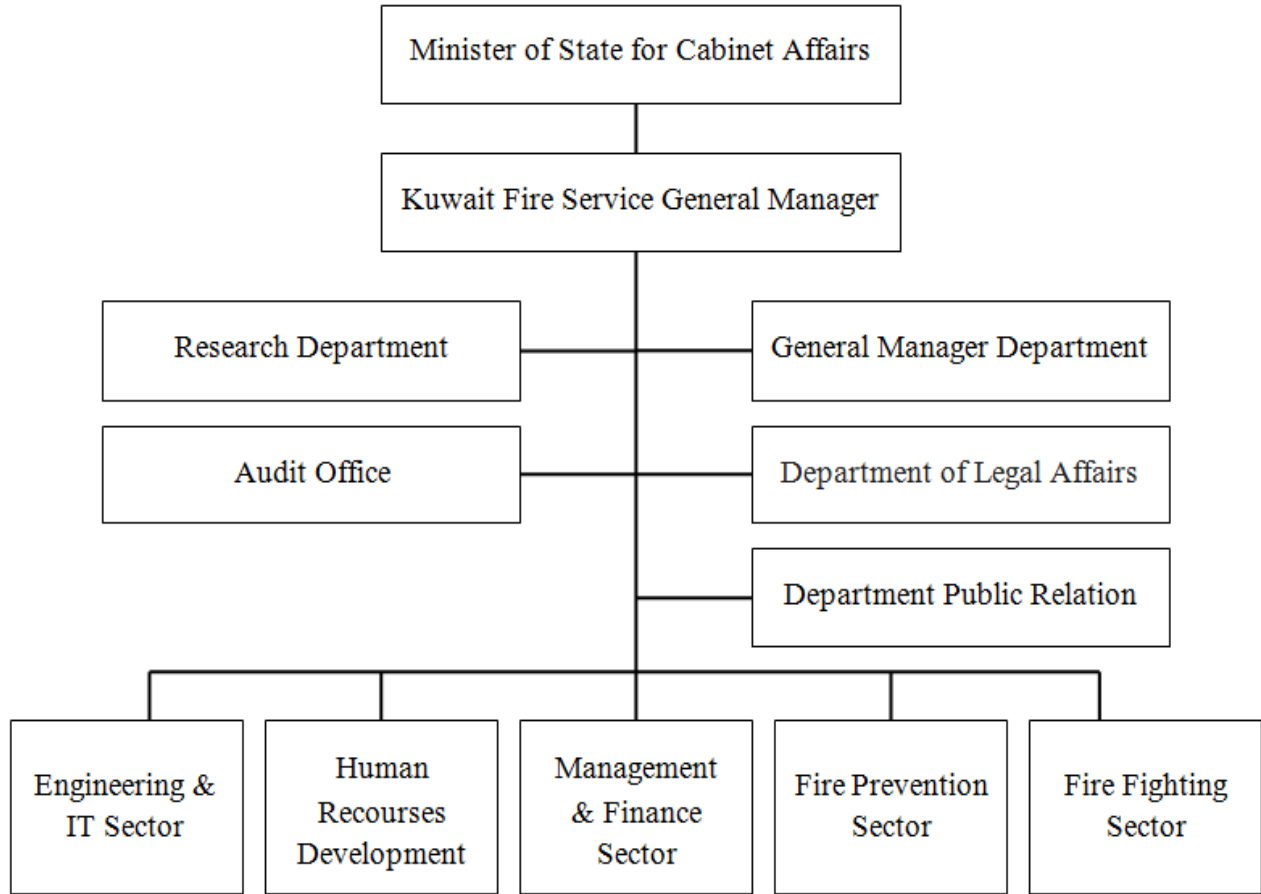 Minister of State for Cabinet Affairs
Kuwait Fire Service General Manager
Research Department
General Manager Department
Audit Office
Department of Legal Affairs
Department Public Relation
Engineering &
IT Sector
Human
Recourses
Development
Management
& Finance
Sector
Fire Prevention
Sector
Fire Fighting
Sector